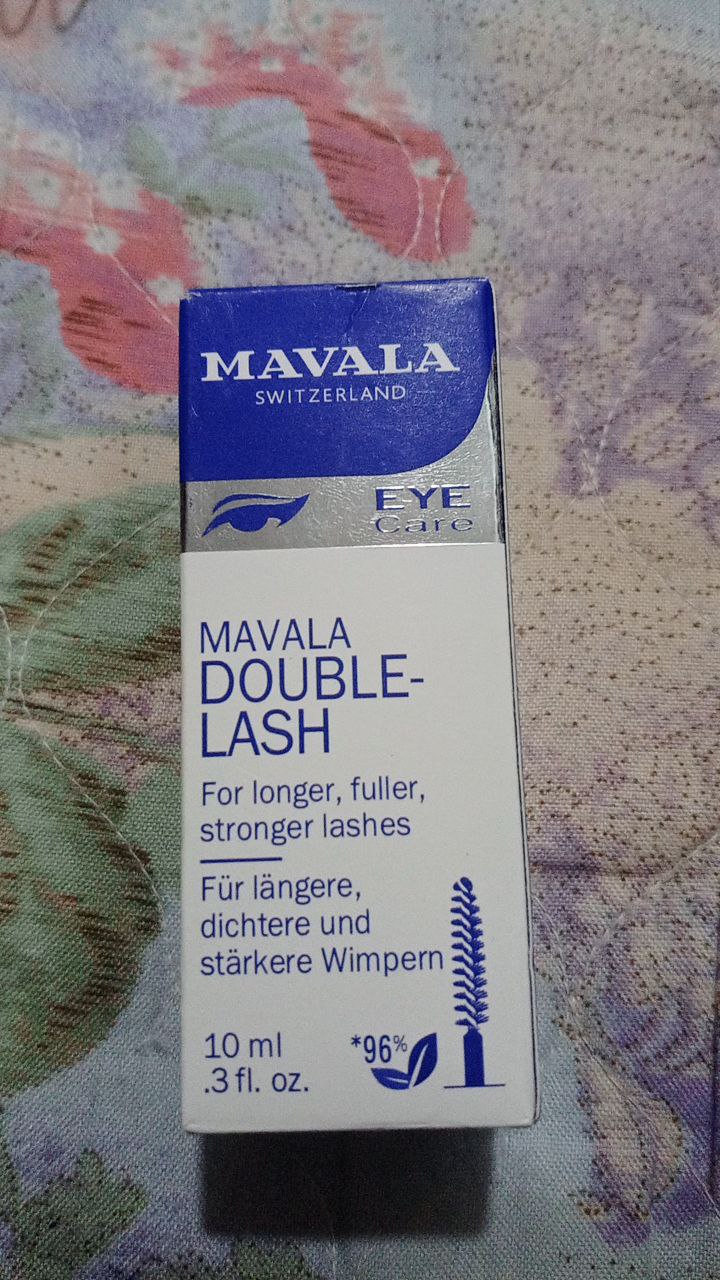 MAVALA
SWITZERLAND
EYE
Care
MAVALA
DOUBLE-
LASH
For longer, fuller,
stronger lashes
Für längere,
dichtere und
stärkere Wimpern
10 ml
.3 fl. oz.
*96%